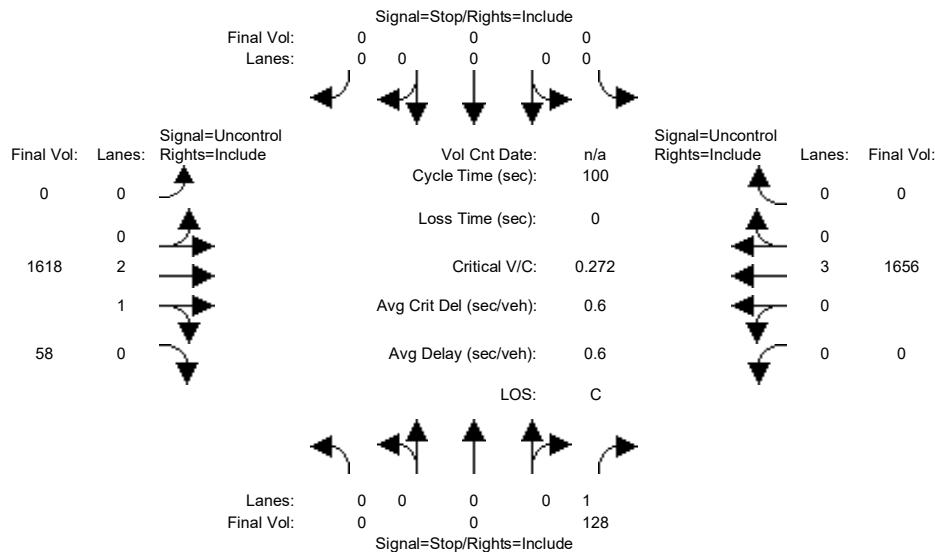 Signal=Stop/Rights=Include
Final Vol: 0 0 0
Lanes: 0 0 0 0 0
Signal=Uncontrol
Final Vol: Lanes: Rights=Include
Vol Cnt Date: n/a
Signal=Uncontrol
Rights=Include Lanes: Final Vol:
0 0
Cycle Time (sec): 100
0 0
0
Loss Time (sec): 0
0
1618 2
Critical V/C: 0.272
3 1656
1
Avg Crit Del (sec/veh): 0.6
0
58 0
Avg Delay (sec/veh): 0.6
0 0
LOS: C
Lanes: 0 0 0 0 1
Final Vol: 0 0 128
Signal=Stop/Rights=Include